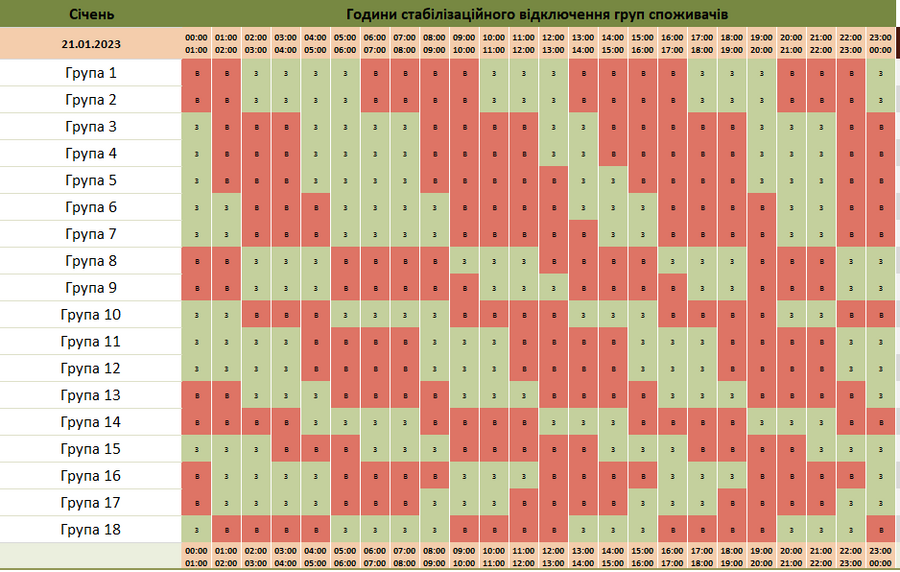 Січень Години стабілізаційного відключення груп споживачів
21.01.2023 00:00 01:00 02:00 03:00 04:00 05:00 06:00 07:00 08:00 09:00 10:00 11:00 12:00 13:00 14:00 15:00 16:00 17:00 18:00 19:00 20:00 21:00 22:00 23:00
01:00 02:00 03:00 04:00 05:00 06:00 07:00 08:00 09:00 10:00 11:00 12:00 13:00 14:00 15:00 16:00 17:00 18:00 19:00 20:00 21:00 22:00 23:00 00:00
Група 1 В В З З З З В В В В З З З В В В В З З З В В В З
Група 2 В В З З З З В В В В З З З В В В В З З З В В В З
Група 3 З В В В З З З З В В В В З З В В В В В З З З В В
Група 4 З В В В З З З З В В В В З З В В В В В З З З В В
Група 5 З В В В З З З З В В В В В З З В В В В З З З В В
Група 6 З З В В В З З З З В В В В З З З В В В В З З В В
Група 7 З З В В В З З З З В В В В В З З В В В В З З В В
Група 8 В В З З З В В В В З З З В В В В З З З В В В З З
Група 9 В В З З З В В В В В З З З В В В В З З В В В З З
Група 10 З З В В В З З З З В В В В З З З В В В В З З В В
Група 11 З З З З В В В В З З З В В В В З З З В В В В З З
Група 12 З З З З В В В В З З З В В В В З З З В В В В З З
Група 13 В В З З З В В В В З З З В В В В З З З В В В В З
Група 14 В В В В З З З З В В В В З З З В В В В З З З В В
Група 15 З З З В В В З З З В В В В В З З З В В В В З З З
Група 16 В З З З З В В В В З З З В В В В З З З В В В В З
Група 17 В З З З З В В В З З З В В В В З З З В В В В З З
Група 18 З В В В В З З З З В В В В З З З В В В В З З З В
00:00 01:00 02:00 03:00 04:00 05:00 06:00 07:00 08:00 09:00 10:00 11:00 12:00 13:00 14:00 15:00 16:00 17:00 18:00 19:00 20:00 21:00 22:00 23:00
01:00 02:00 03:00 04:00 05:00 06:00 07:00 08:00 09:00 10:00 11:00 12:00 13:00 14:00 15:00 16:00 17:00 18:00 19:00 20:00 21:00 22:00 23:00 00:00